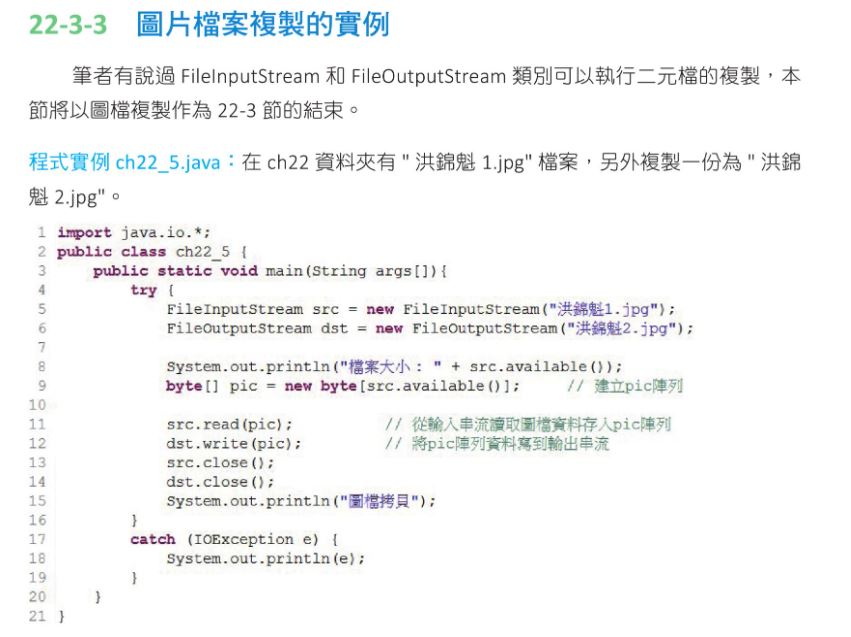 22-3-3 圖片檔案複製的實例
筆者有說過 FileInputStream 和 FileOutputStream 類別可以執行二元檔的複製，本
節將以圖檔複製作為 22-3 節的結束。
程式實例 ch22_5.java：在 ch22 資料夾有 " 洪錦魁 1.jpg" 檔案，另外複製一份為 " 洪錦
魁 2.jpg"。
1 import java.io.*;
2 public class ch22_5 {
3     public static void main(String args[]){
4         try {
5             FileInputStream src = new FileInputStream("洪錦魁1.jpg");
6             FileOutputStream dst = new FileOutputStream("洪錦魁2.jpg");
7
8             System.out.println("檔案大小： " + src.available());
9             byte[] pic = new byte[src.available()];     // 建立pic陣列
10
11             src.read(pic);          // 從輸入串流讀取圖檔資料存入pic陣列
12             dst.write(pic);         // 將pic陣列資料寫到輸出串流
13             src.close();
14             dst.close();
15             System.out.println("圖檔拷貝");
16         }
17         catch (IOException e) {
18             System.out.println(e);
19         }
20     }
21 }